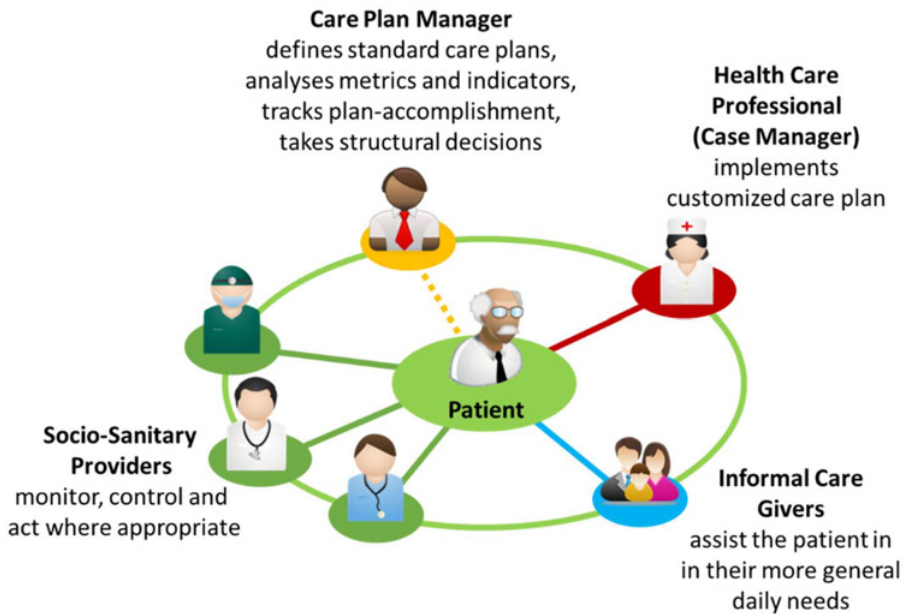 Care Plan Manager
defines standard care plans,
analyses metrics and indicators,
tracks plan-accomplishment,
takes structural decisions
Health Care
Professional
(Case Manager)
implements
customized care plan
Patient
Socio-Sanitary
Providers
monitor, control and
act where appropriate
Informal Care
Givers
assist the patient in
in their more general
daily needs